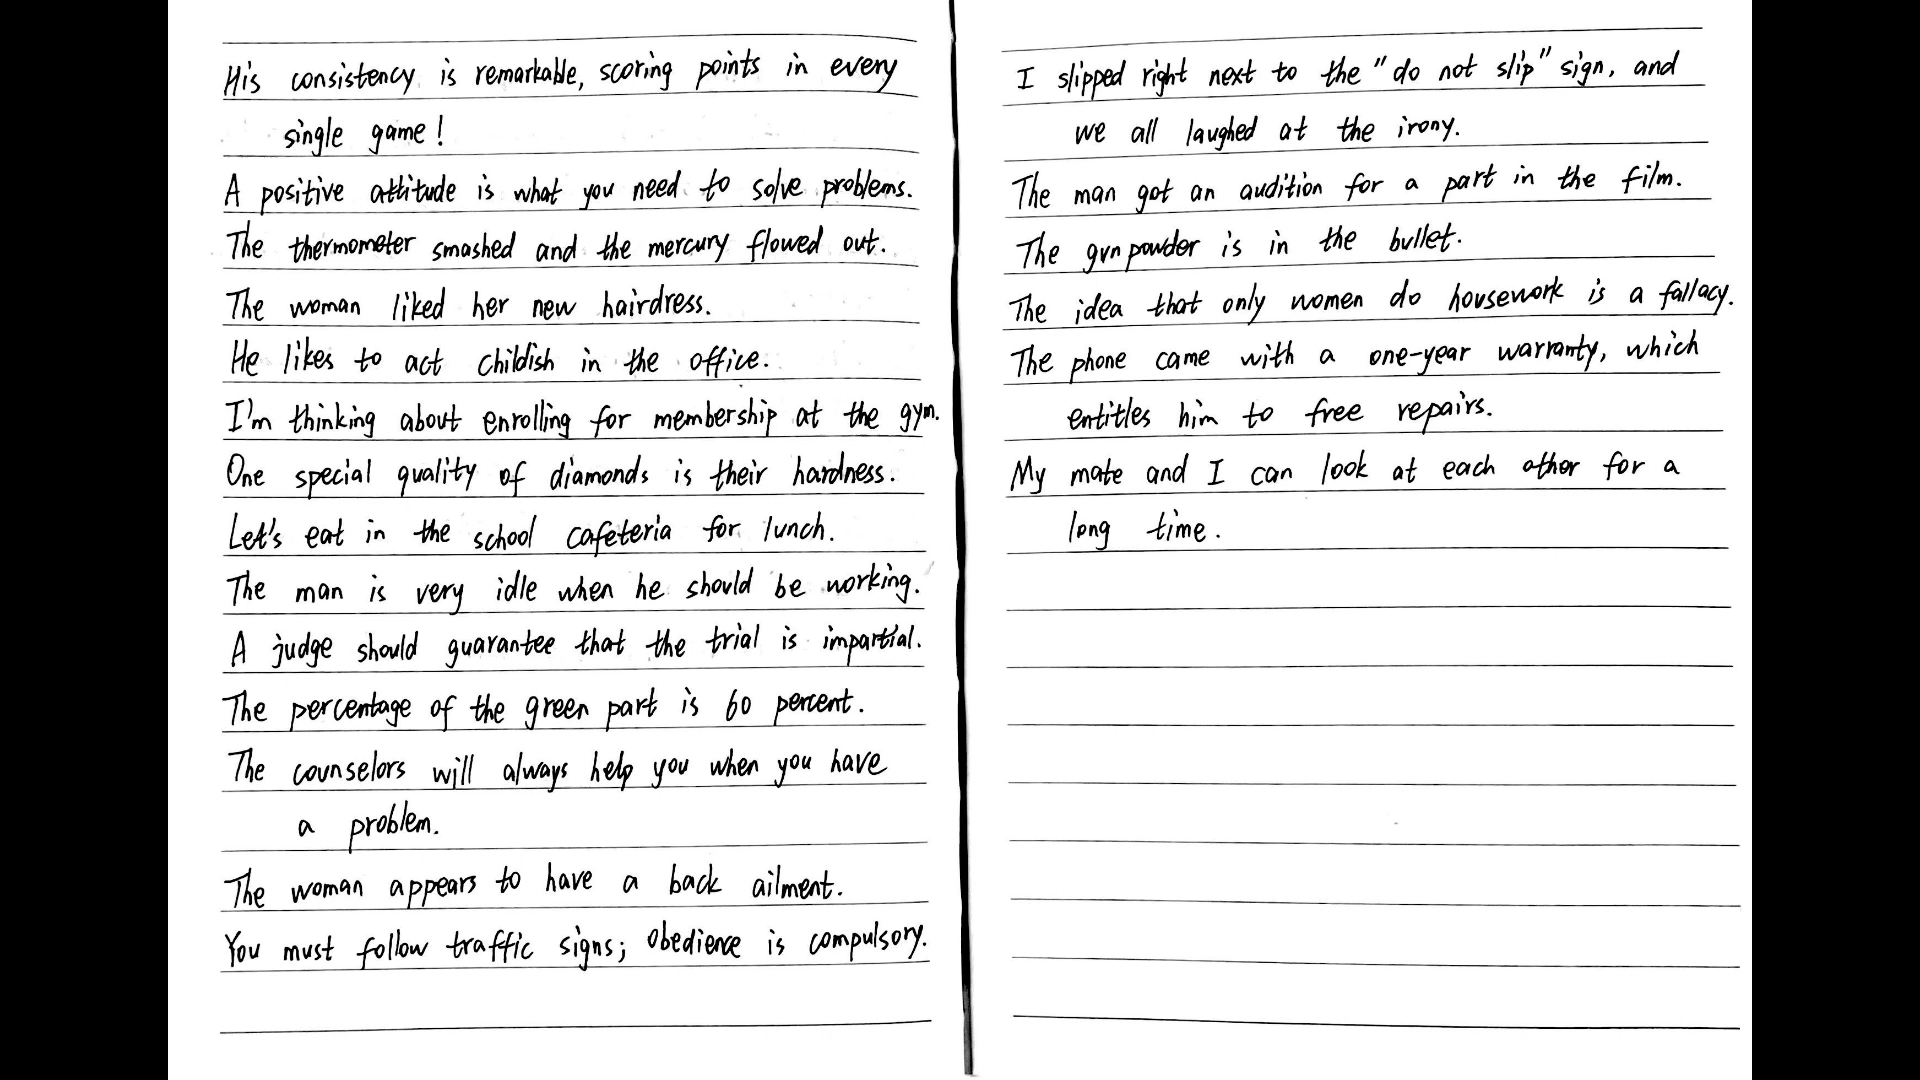 His consistency is remarkable, scoring points in every
single game!
A positive attitude is what you need to solve problems.
The thermometer smashed and the mercury flowed out.
The woman liked her new hairdress.
He likes to act childish in the office.
I'm thinking about enrolling for membership at the gym.
One special quality of diamonds is their hardness.
Let's eat in the school cafeteria for lunch.
The man is very idle when he should be working.
A judge should guarantee that the trial is impartial.
The percentage of the green part is 60 percent.
The counselors will always help you when you have
a problem.
The woman appears to have a back ailment.
You must follow traffic signs; obedience is compulsory.
I slipped right next to the "do not slip" sign, and
we all laughed at the irony.
The man got an audition for a part in the film.
The gunpowder is in the bullet.
The idea that only women do housework is a fallacy.
The phone came with a one-year warranty, which
entitles him to free repairs.
My mate and I can look at each other for a
long time.